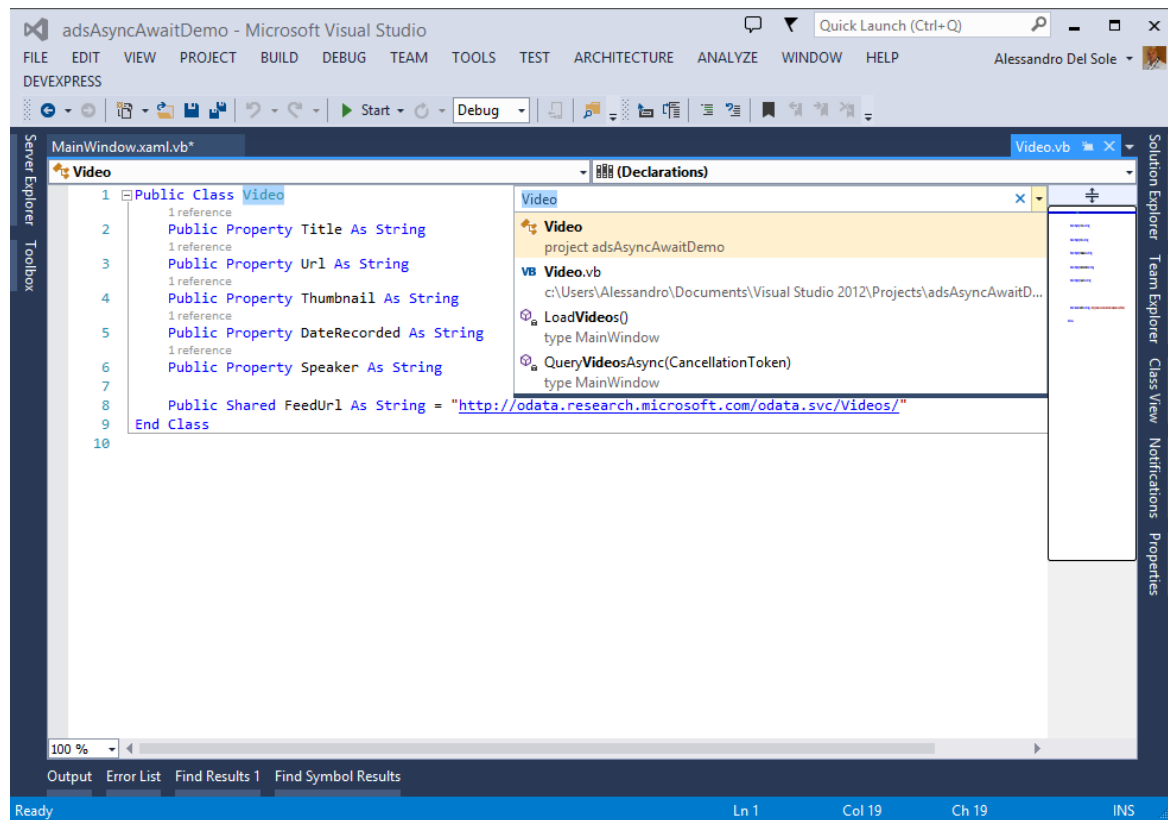 adsAsyncAwaitDemo - Microsoft Visual Studio
Quick Launch (Ctrl+Q)
FILE EDIT VIEW PROJECT BUILD DEBUG TEAM TOOLS TEST ARCHITECTURE ANALYZE WINDOW HELP
Alessandro Del Sole
DEVEXPRESS
Start
Debug
Server Explorer
Toolbox
MainWindow.xaml.vb*
Video.vb
Video
(Declarations)
1 Public Class Video
1 reference
2 Public Property Title As String
1 reference
3 Public Property Url As String
1 reference
4 Public Property Thumbnail As String
1 reference
5 Public Property DateRecorded As String
1 reference
6 Public Property Speaker As String
7
8 Public Shared FeedUrl As String = "http://odata.research.microsoft.com/odata.svc/Videos/"
9 End Class
10
Video
Video
project adsAsyncAwaitDemo
VB Video.vb
c:\Users\Alessandro\Documents\Visual Studio 2012\Projects\adsAsyncAwaitD...
LoadVideos()
type MainWindow
QueryVideosAsync(CancellationToken)
type MainWindow
Solution Explorer
Team Explorer
Class View
Notifications
Properties
100 %
Output Error List Find Results 1 Find Symbol Results
Ready
Ln 1 Col 19 Ch 19 INS